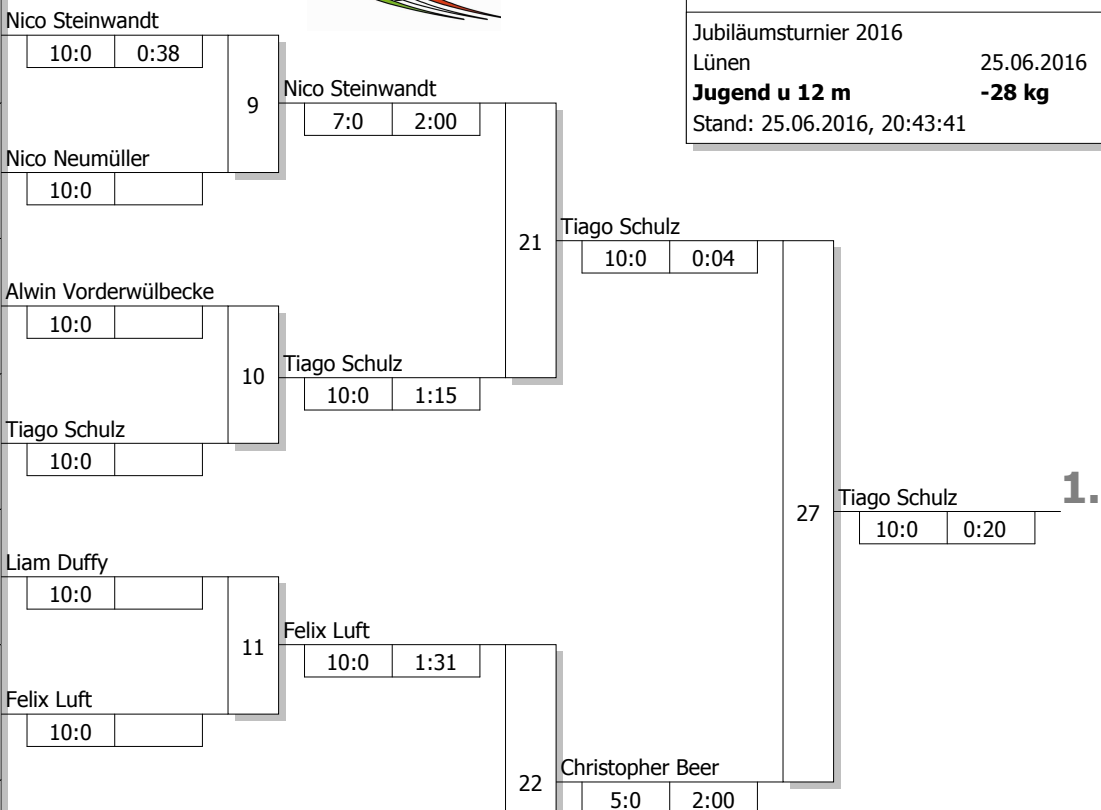 Nico Steinwandt
10:0 0:38
Jubiläumsturnier 2016
Lünen 25.06.2016
Jugend u 12 m -28 kg
Stand: 25.06.2016, 20:43:41
9
Nico Steinwandt
7:0 2:00
Nico Neumüller
10:0
21
Tiago Schulz
10:0 0:04
Alwin Vorderwülbecke
10:0
10
Tiago Schulz
10:0 1:15
Tiago Schulz
10:0
27
Tiago Schulz
1.
10:0 0:20
Liam Duffy
10:0
11
Felix Luft
10:0 1:31
Felix Luft
10:0
22
Christopher Beer
5:0 2:00